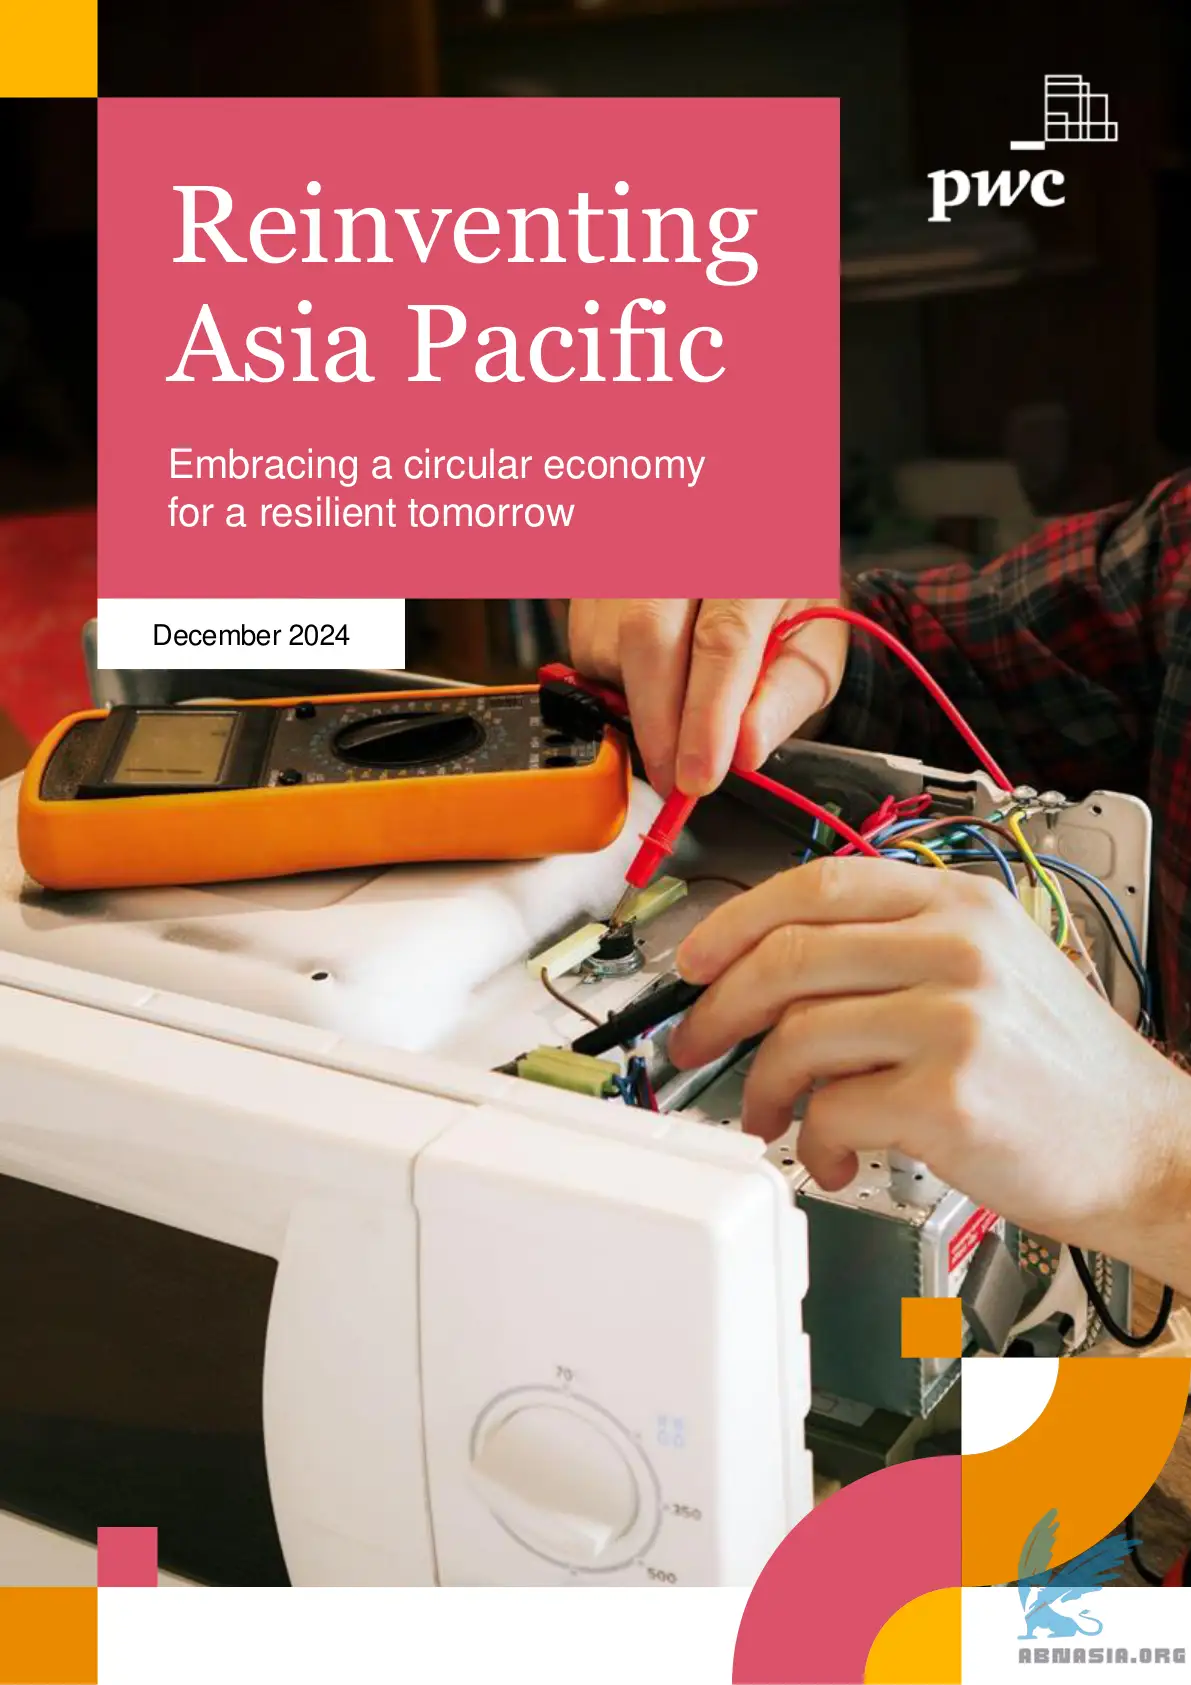 pwc
Reinventing
Asia Pacific
Embracing a circular economy
for a resilient tomorrow
December 2024
70
350
500
ABNASIA.ORG